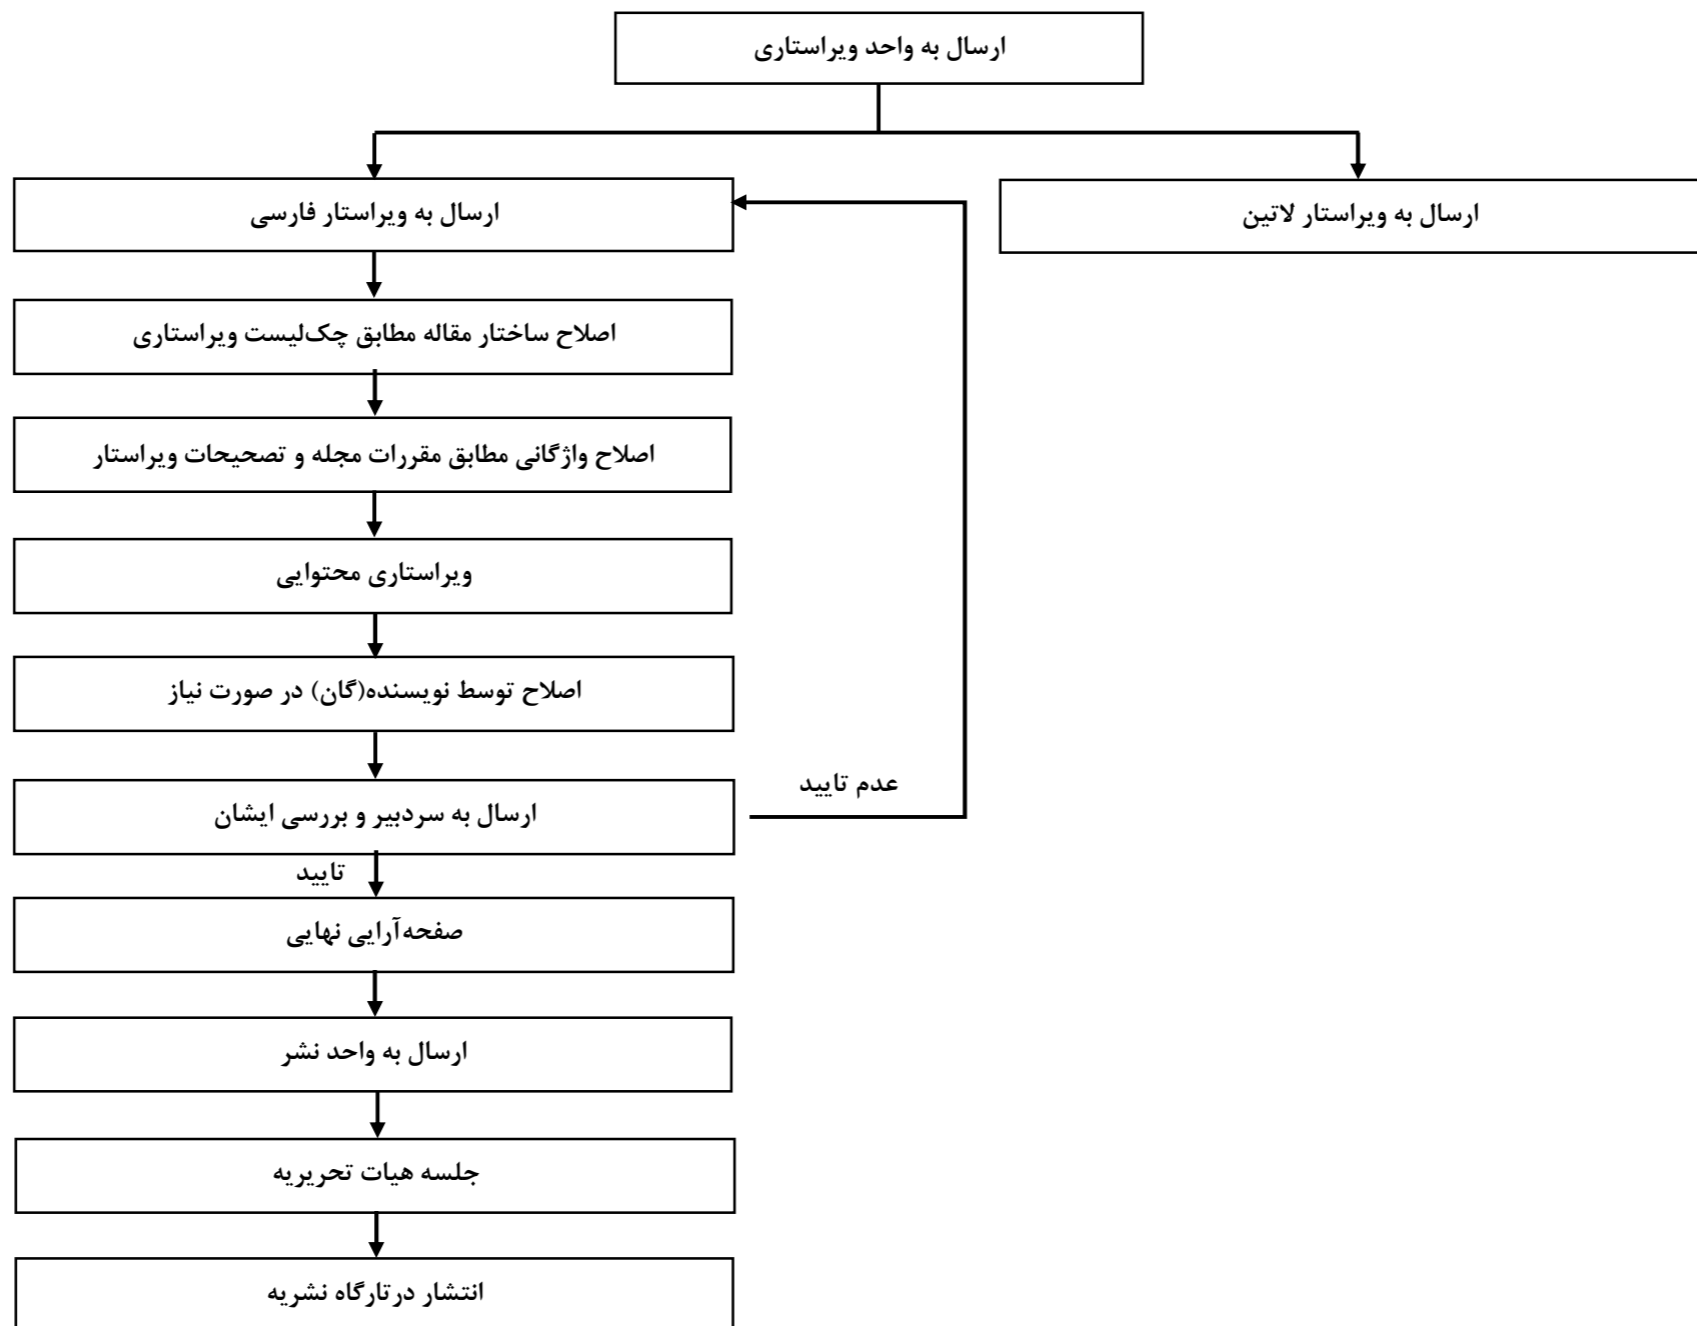 ارسال به واحد ویراستاری
ارسال به ویراستار لاتین
ارسال به ویراستار فارسی
اصلاح ساختار مقاله مطابق چک‌لیست ویراستاری
اصلاح واژگانی مطابق مقررات مجله و تصحیحات ویراستار
ویراستاری محتوایی
اصلاح توسط نویسنده(گان) در صورت نیاز
عدم تایید
ارسال به سردبیر و بررسی ایشان
تایید
صفحه‌آرایی نهایی
ارسال به واحد نشر
جلسه هیات تحریریه
انتشار درتارگاه نشریه